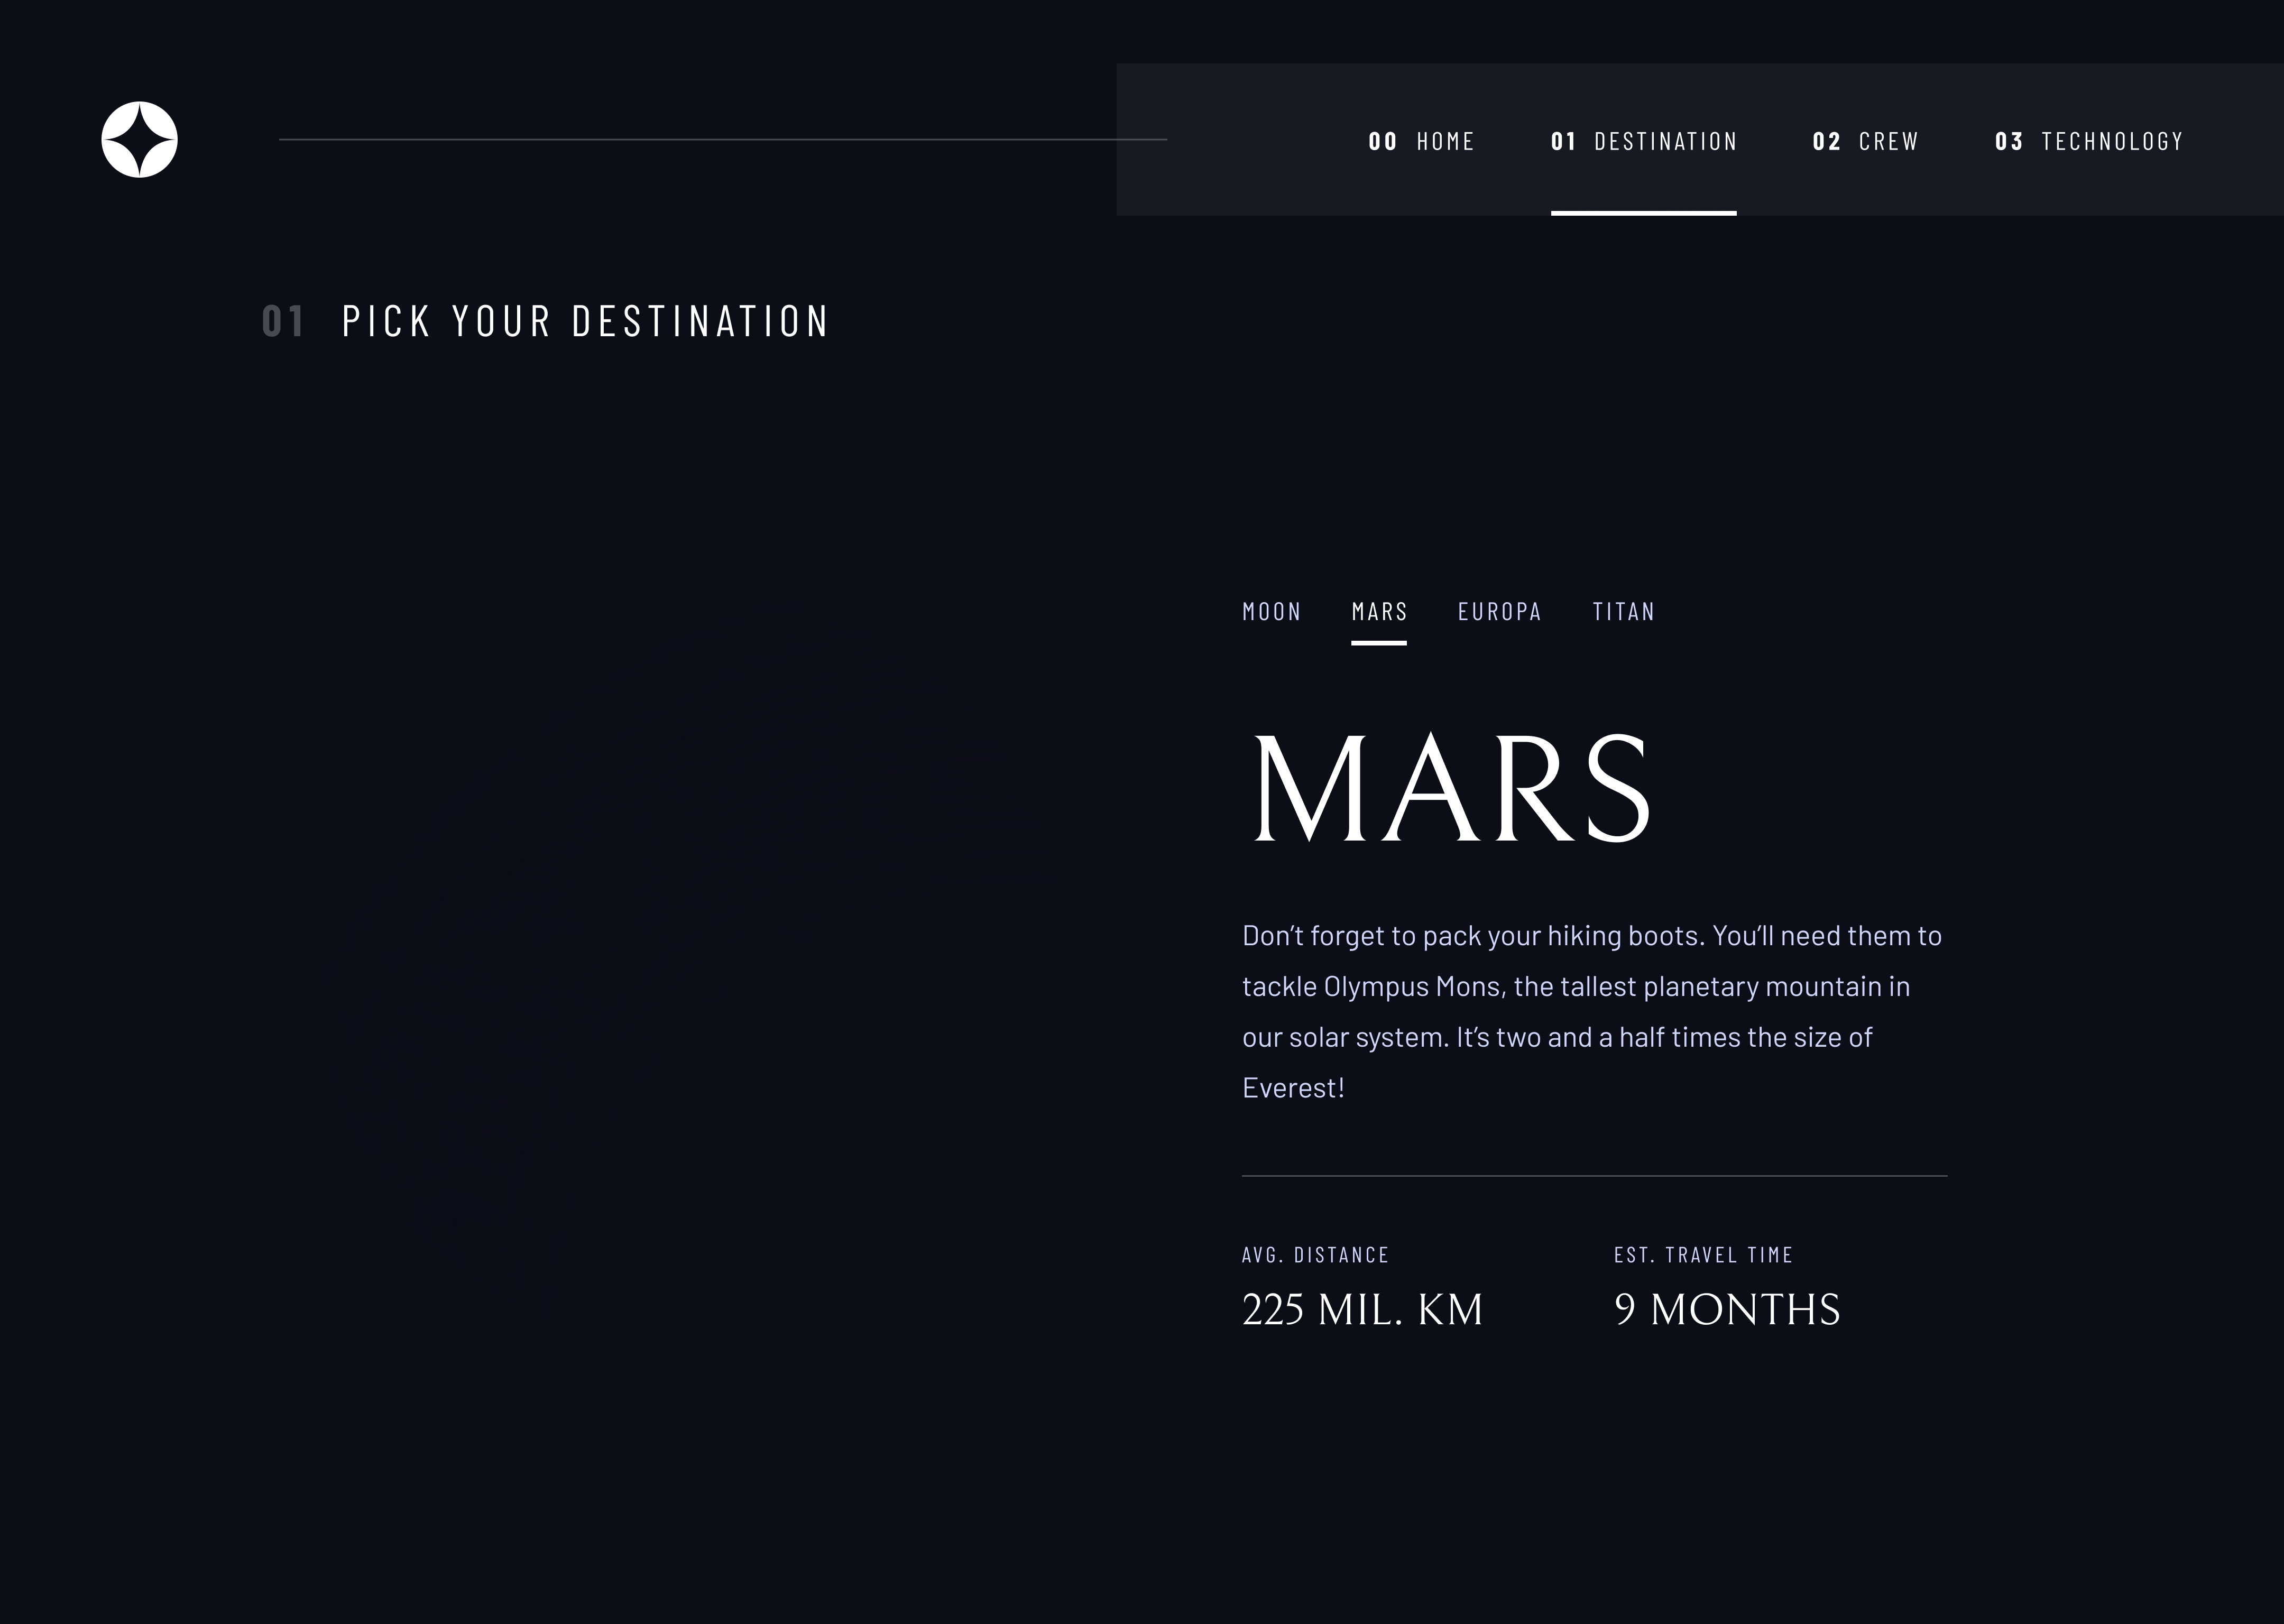 00 HOME 01 DESTINATION 02 CREW 03 TECHNOLOGY
01 PICK YOUR DESTINATION
MOON MARS EUROPA TITAN
MARS
Don’t forget to pack your hiking boots. You’ll need them to
tackle Olympus Mons, the tallest planetary mountain in
our solar system. It’s two and a half times the size of
Everest!
AVG. DISTANCE
225 MIL. KM
EST. TRAVEL TIME
9 MONTHS